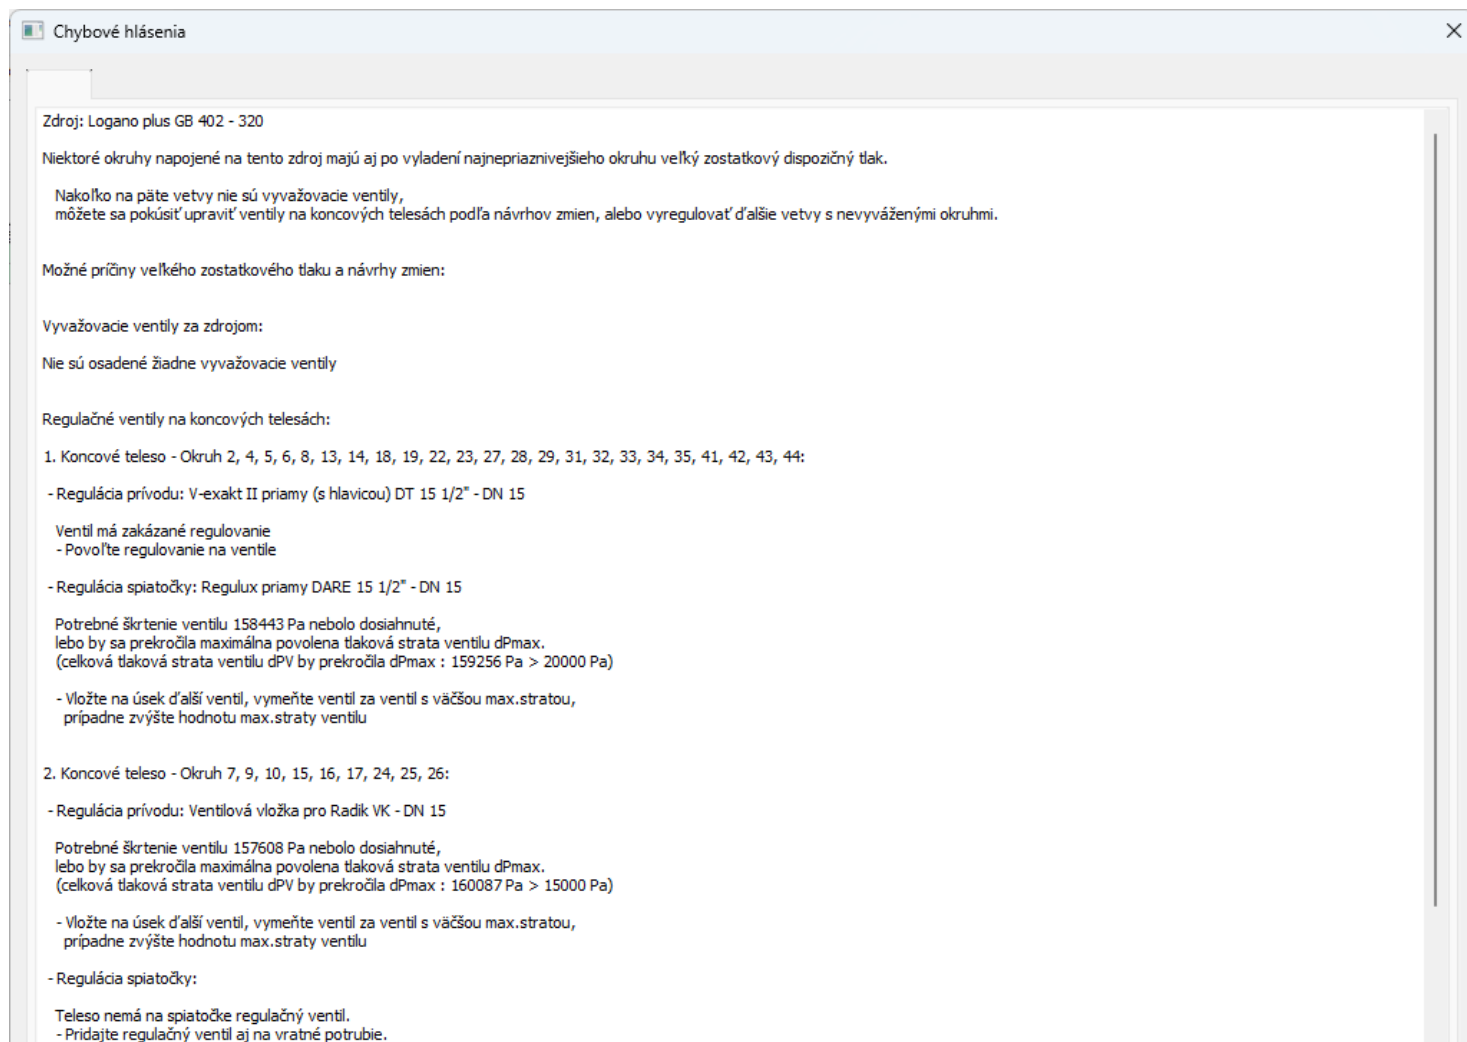 Chybové hlásenia
Zdroj: Logano plus GB 402 - 320
Niektoré okruhy napojené na tento zdroj majú aj po vyladení najnepriaznivejšieho okruhu veľký zostatkový dispozičný tlak.
Nakoľko na päte vetvy nie sú vyvažovacie ventily,
môžete sa pokúsiť upraviť ventily na koncových telesách podľa návrhov zmien, alebo vyregulovať ďalšie vetvy s nevyváženými okruhmi.
Možné príčiny veľkého zostatkového tlaku a návrhy zmien:
Vyvažovacie ventily za zdrojom:
Nie sú osadené žiadne vyvažovacie ventily
Regulačné ventily na koncových telesách:
1. Koncové teleso - Okruh 2, 4, 5, 6, 8, 13, 14, 18, 19, 22, 23, 27, 28, 29, 31, 32, 33, 34, 35, 41, 42, 43, 44:
- Regulácia prívodu: V-exakt II priamy (s hlavicou) DT 15 1/2" - DN 15
Ventil má zakázané regulovanie
- Povoľte regulovanie na ventile
- Regulácia spiatočky: Regulux priamy DARE 15 1/2" - DN 15
Potrebné škrtenie ventilu 158443 Pa nebolo dosiahnuté,
lebo by sa prekročila maximálna povolena tlaková strata ventilu dPmax.
(celková tlaková strata ventilu dPV by prekročila dPmax : 159256 Pa > 20000 Pa)
- Vložte na úsek ďalší ventil, vymeňte ventil za ventil s väčšou max.stratou,
prípadne zvýšte hodnotu max.straty ventilu
2. Koncové teleso - Okruh 7, 9, 10, 15, 16, 17, 24, 25, 26:
- Regulácia prívodu: Ventilová vložka pro Radik VK - DN 15
Potrebné škrtenie ventilu 157608 Pa nebolo dosiahnuté,
lebo by sa prekročila maximálna povolena tlaková strata ventilu dPmax.
(celková tlaková strata ventilu dPV by prekročila dPmax : 160087 Pa > 15000 Pa)
- Vložte na úsek ďalší ventil, vymeňte ventil za ventil s väčšou max.stratou,
prípadne zvýšte hodnotu max.straty ventilu
- Regulácia spiatočky:
Teleso nemá na spiatočke regulačný ventil.
- Pridajte regulačný ventil aj na vratné potrubie.